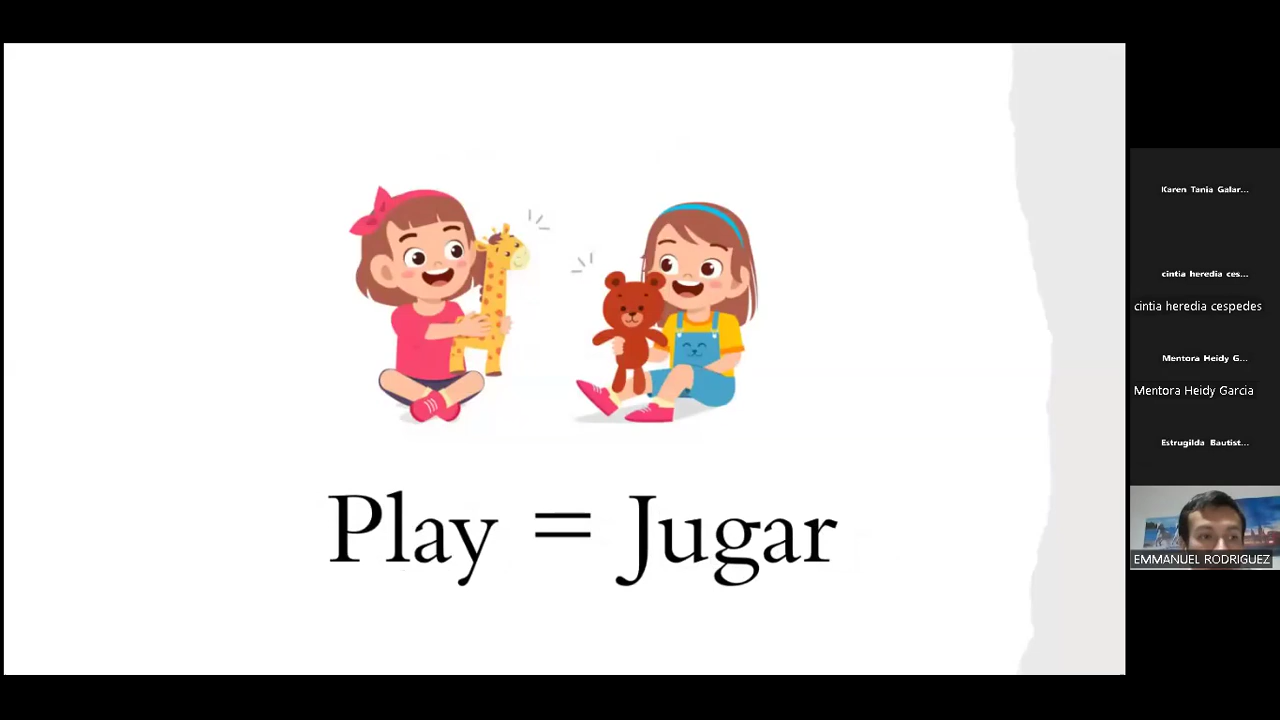 Play = Jugar
Karen Tania Galar...
cintia heredia ces...
cintia heredia cespedes
Mentora Heidy G...
Mentora Heidy Garcia
Estrugilda Bautist...
EMMANUEL RODRIGUEZ